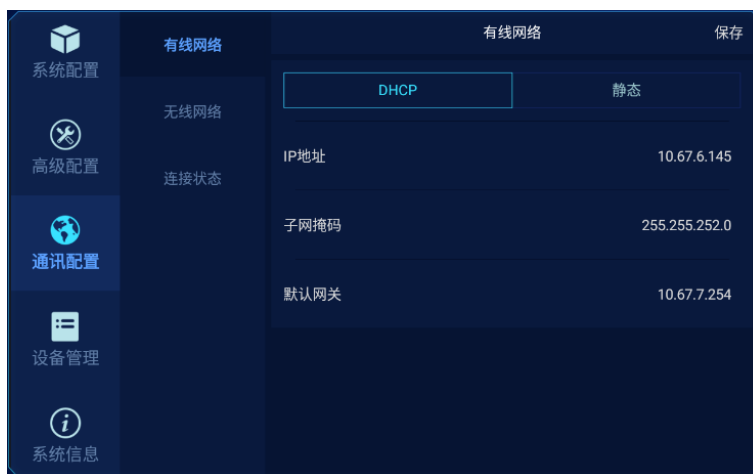 系统配置
高级配置
通讯配置
设备管理
系统信息
有线网络
无线网络
连接状态
有线网络 保存
DHCP 静态
IP地址 10.67.6.145
子网掩码 255.255.252.0
默认网关 10.67.7.254